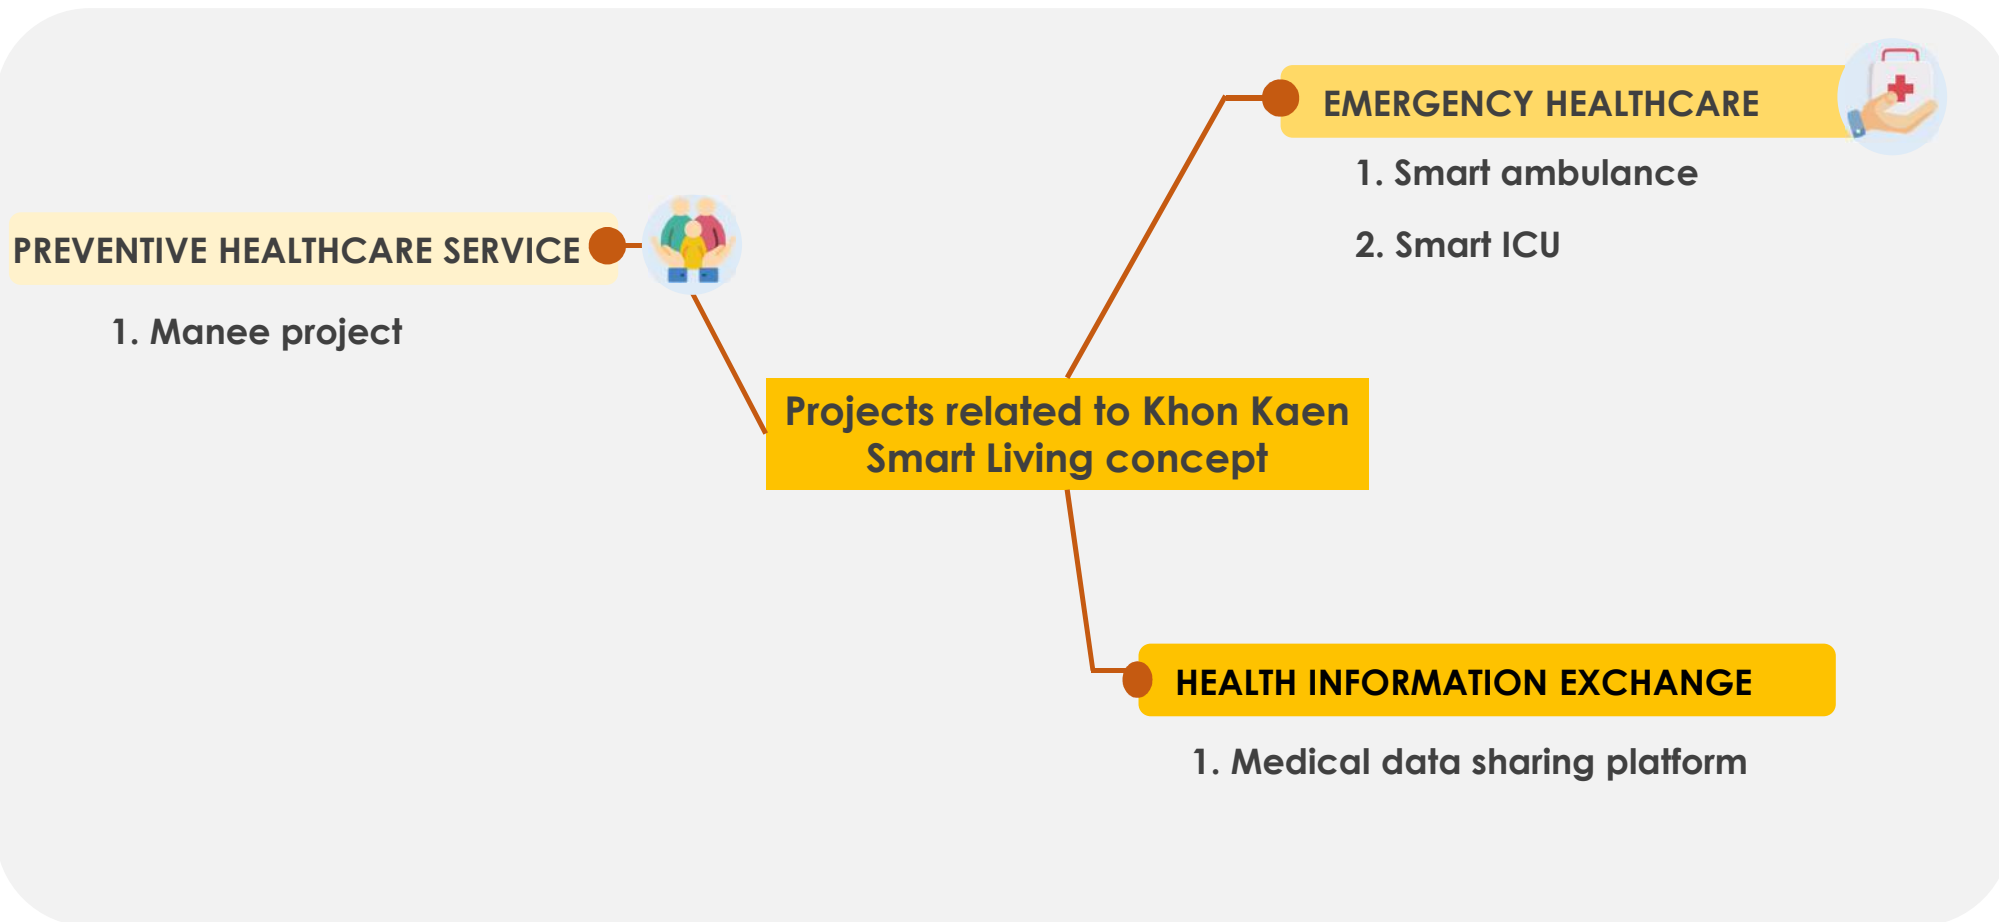 EMERGENCY HEALTHCARE
1. Smart ambulance
2. Smart ICU
PREVENTIVE HEALTHCARE SERVICE
1. Manee project
Projects related to Khon Kaen
Smart Living concept
HEALTH INFORMATION EXCHANGE
1. Medical data sharing platform